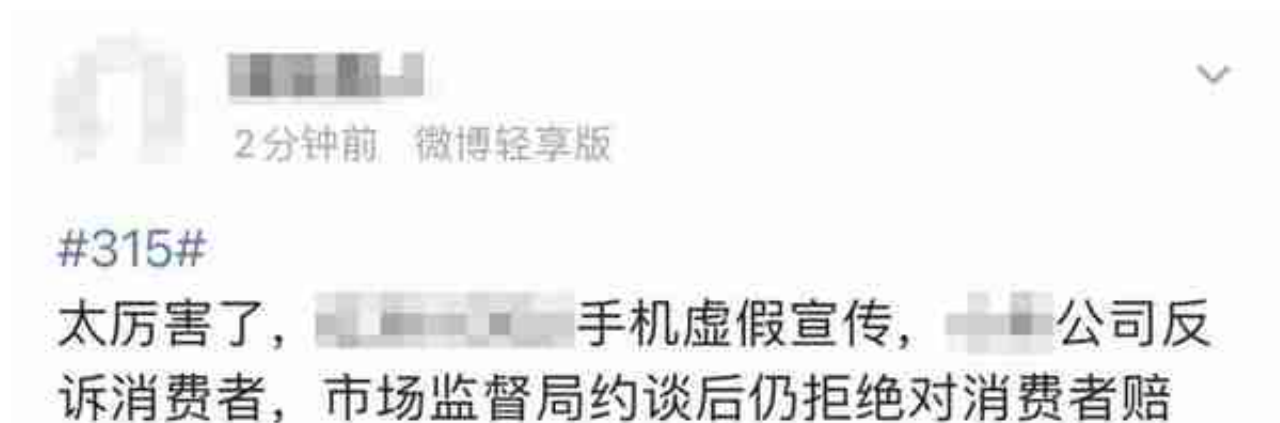 2分钟前 微博轻享版
#315#
太厉害了，手机虚假宣传，公司反
诉消费者，市场监督局约谈后仍拒绝对消费者赔